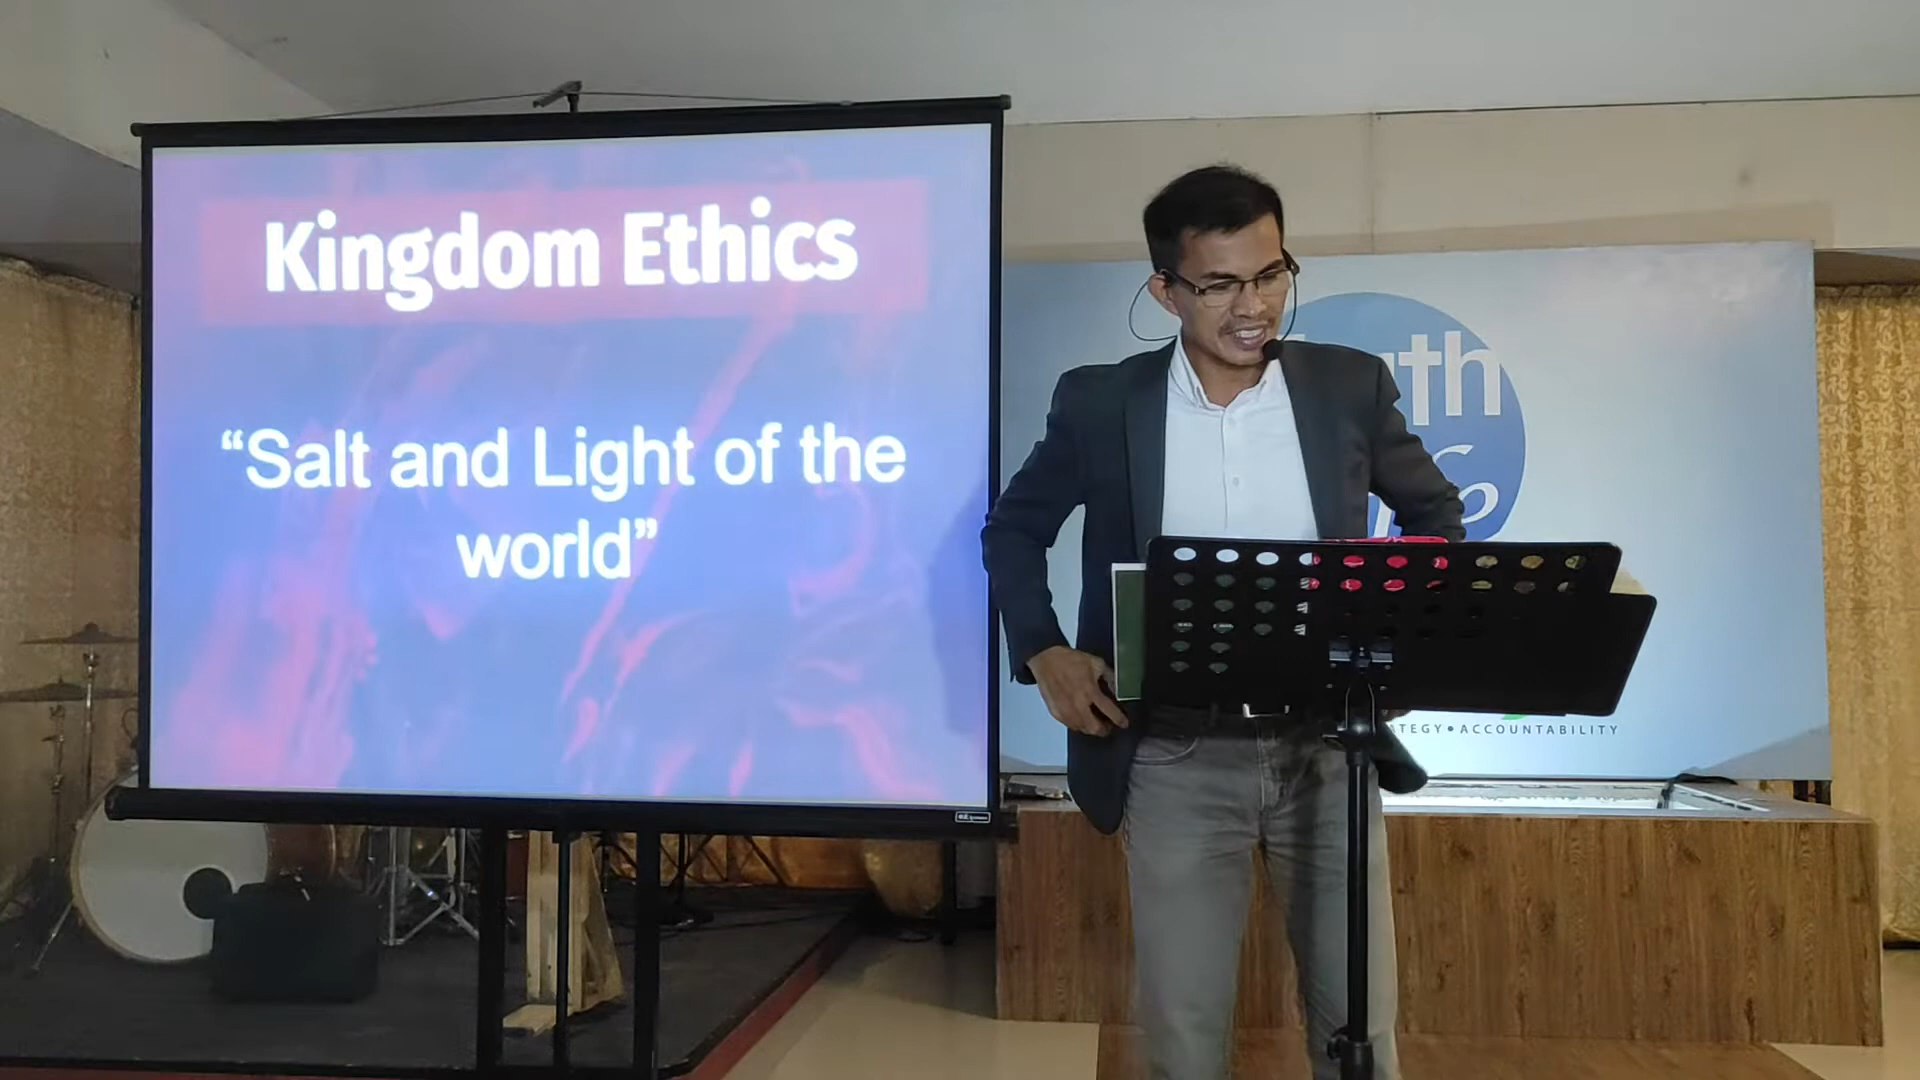 Kingdom Ethics
“Salt and Light of the
world”
ACCOUNTABILITY